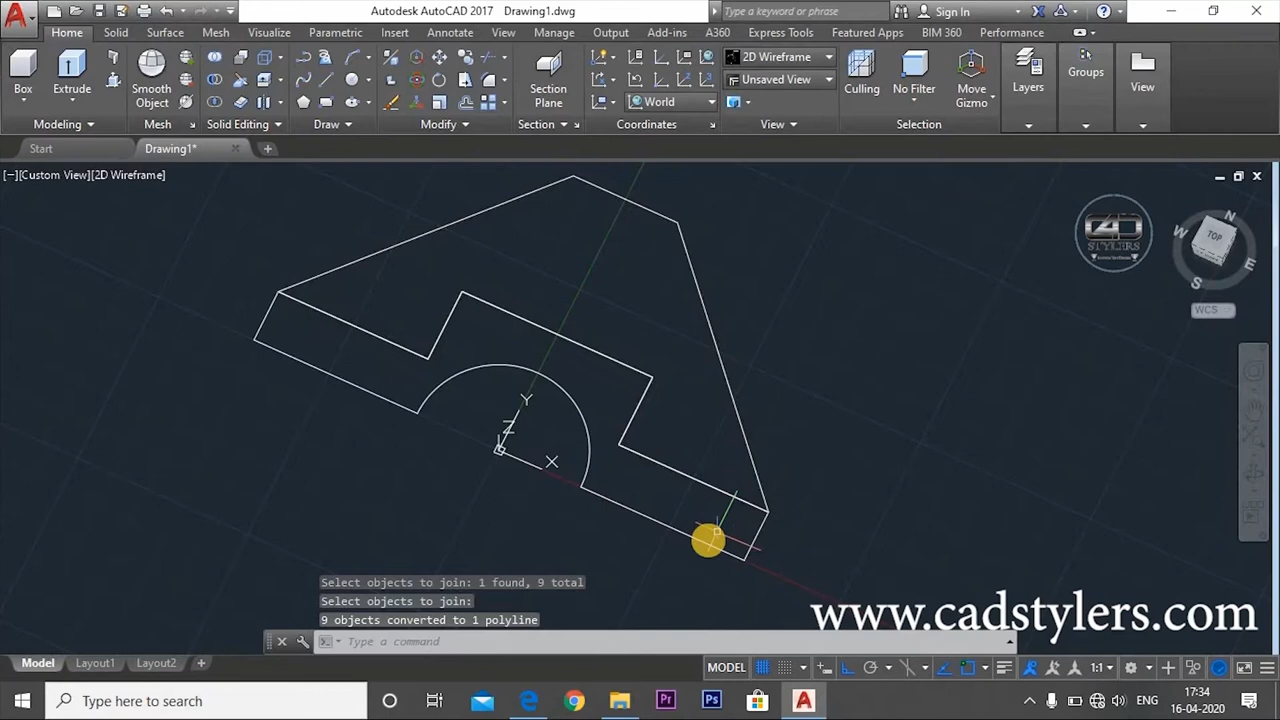 Autodesk AutoCAD 2017 Drawing1.dwg
Type a keyword or phrase
Sign In
Home Solid Surface Mesh Visualize Parametric Insert Annotate View Manage Output Add-ins A360 Express Tools Featured Apps BIM 360 Performance
2D Wireframe
Unsaved View
World
Box Extrude Smooth Object Section Plane Culling No Filter Move Gizmo Layers Groups View
Modeling Mesh Solid Editing Draw Modify Section Coordinates View Selection
Start Drawing1*
[−][Custom View][2D Wireframe]
CAD
STYLERS
N
W TOP E
S
WCS
Y
Z
X
Select objects to join: 1 found, 9 total
Select objects to join:
9 objects converted to 1 polyline
www.cadstylers.com
Type a command
Model Layout1 Layout2 +
MODEL 1:1
Type here to search
Pr Ps A
ENG
17:34
16-04-2020